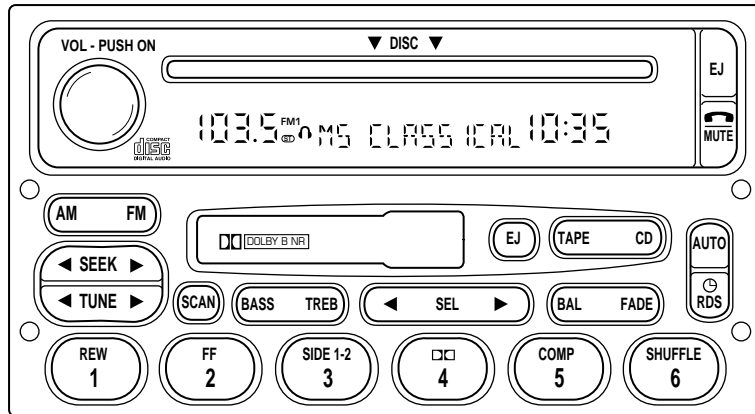 VOL - PUSH ON
▼ DISC ▼
EJ
103.5 FM1 ST MS CLASSICAL 10:35
MUTE
COMPACT
disc
DIGITAL AUDIO
AM FM
DOLBY B NR
EJ
TAPE CD
AUTO
◄ SEEK ►
◄ TUNE ►
SCAN
BASS TREB
◄ SEL ►
BAL FADE
RDS
REW
1
FF
2
SIDE 1-2
3
4
COMP
5
SHUFFLE
6